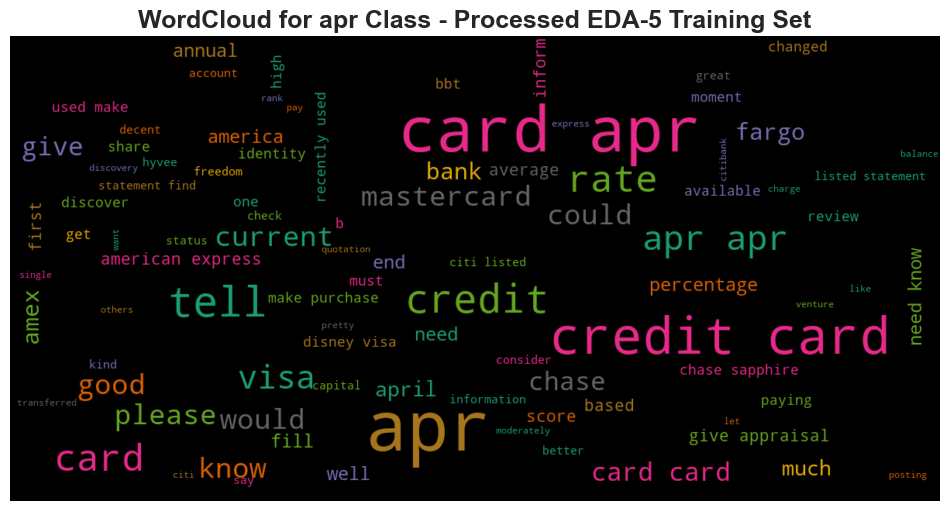 WordCloud for apr Class - Processed EDA-5 Training Set
changed
annual
inform
high
account
great
bbt
moment
rank
recently used
used make
pay
card apr
express
decent
america
fargo
give
share
identity
citibank
balance
hyvee
discovery
freedom
bank
average
rate
listed statement
statement find
mastercard
available
charge
discover
one
first
check
could
review
b
get
want
status
current
apr apr
quotation
american express
end
citi listed
need know
single
must
percentage
like
amex
tell
make purchase
credit
venture
others
pretty
need
credit card
disney visa
kind
consider
chase sapphire
good
visa
capital
chase
april
information
transferred
paying
please
would
based
score
let
apr
moderately
give appraisal
fill
better
card
know
say
citi
well
card card
much
posting